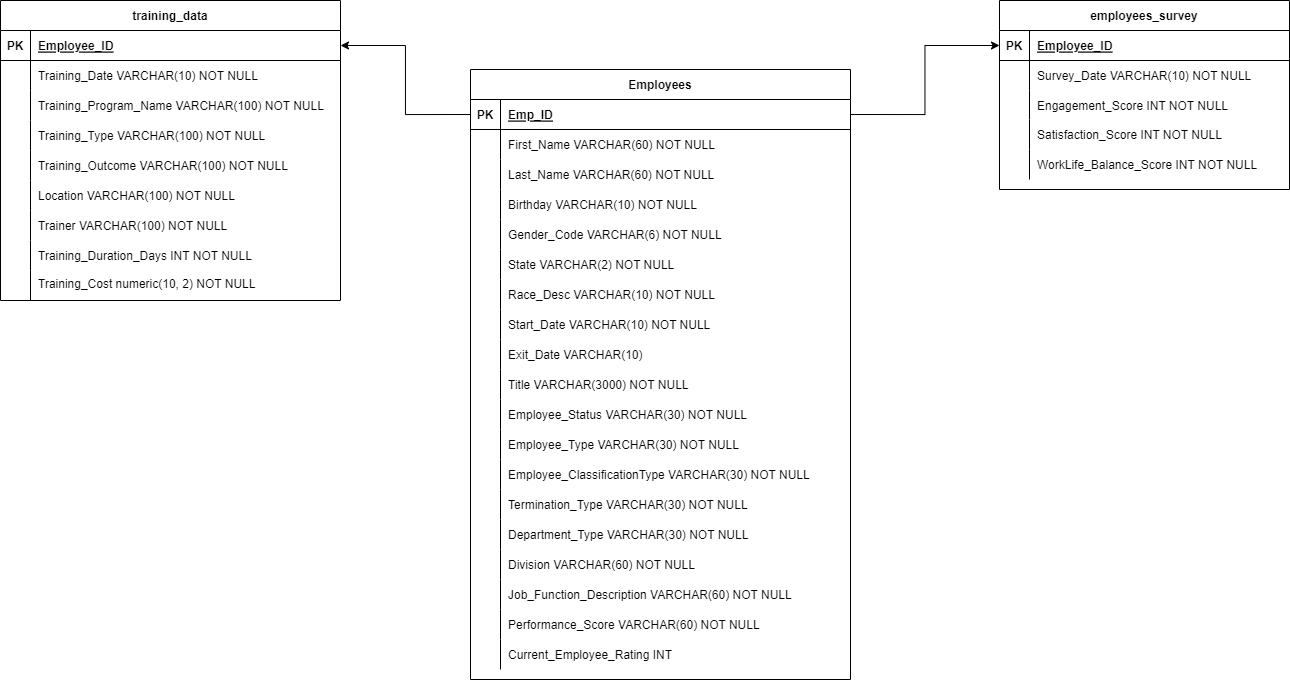 training_data
PK Employee_ID
Training_Date VARCHAR(10) NOT NULL
Training_Program_Name VARCHAR(100) NOT NULL
Training_Type VARCHAR(100) NOT NULL
Training_Outcome VARCHAR(100) NOT NULL
Location VARCHAR(100) NOT NULL
Trainer VARCHAR(100) NOT NULL
Training_Duration_Days INT NOT NULL
Training_Cost numeric(10, 2) NOT NULL
Employees
PK Emp_ID
First_Name VARCHAR(60) NOT NULL
Last_Name VARCHAR(60) NOT NULL
Birthday VARCHAR(10) NOT NULL
Gender_Code VARCHAR(6) NOT NULL
State VARCHAR(2) NOT NULL
Race_Desc VARCHAR(10) NOT NULL
Start_Date VARCHAR(10) NOT NULL
Exit_Date VARCHAR(10)
Title VARCHAR(3000) NOT NULL
Employee_Status VARCHAR(30) NOT NULL
Employee_Type VARCHAR(30) NOT NULL
Employee_ClassificationType VARCHAR(30) NOT NULL
Termination_Type VARCHAR(30) NOT NULL
Department_Type VARCHAR(30) NOT NULL
Division VARCHAR(60) NOT NULL
Job_Function_Description VARCHAR(60) NOT NULL
Performance_Score VARCHAR(60) NOT NULL
Current_Employee_Rating INT
employees_survey
PK Employee_ID
Survey_Date VARCHAR(10) NOT NULL
Engagement_Score INT NOT NULL
Satisfaction_Score INT NOT NULL
WorkLife_Balance_Score INT NOT NULL